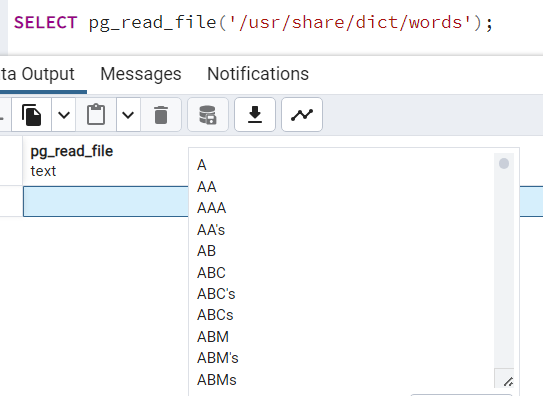 SELECT pg_read_file('/usr/share/dict/words');
ta Output Messages Notifications
pg_read_file
text
A
AA
AAA
AA's
AB
ABC
ABC's
ABCs
ABM
ABM's
ABMs